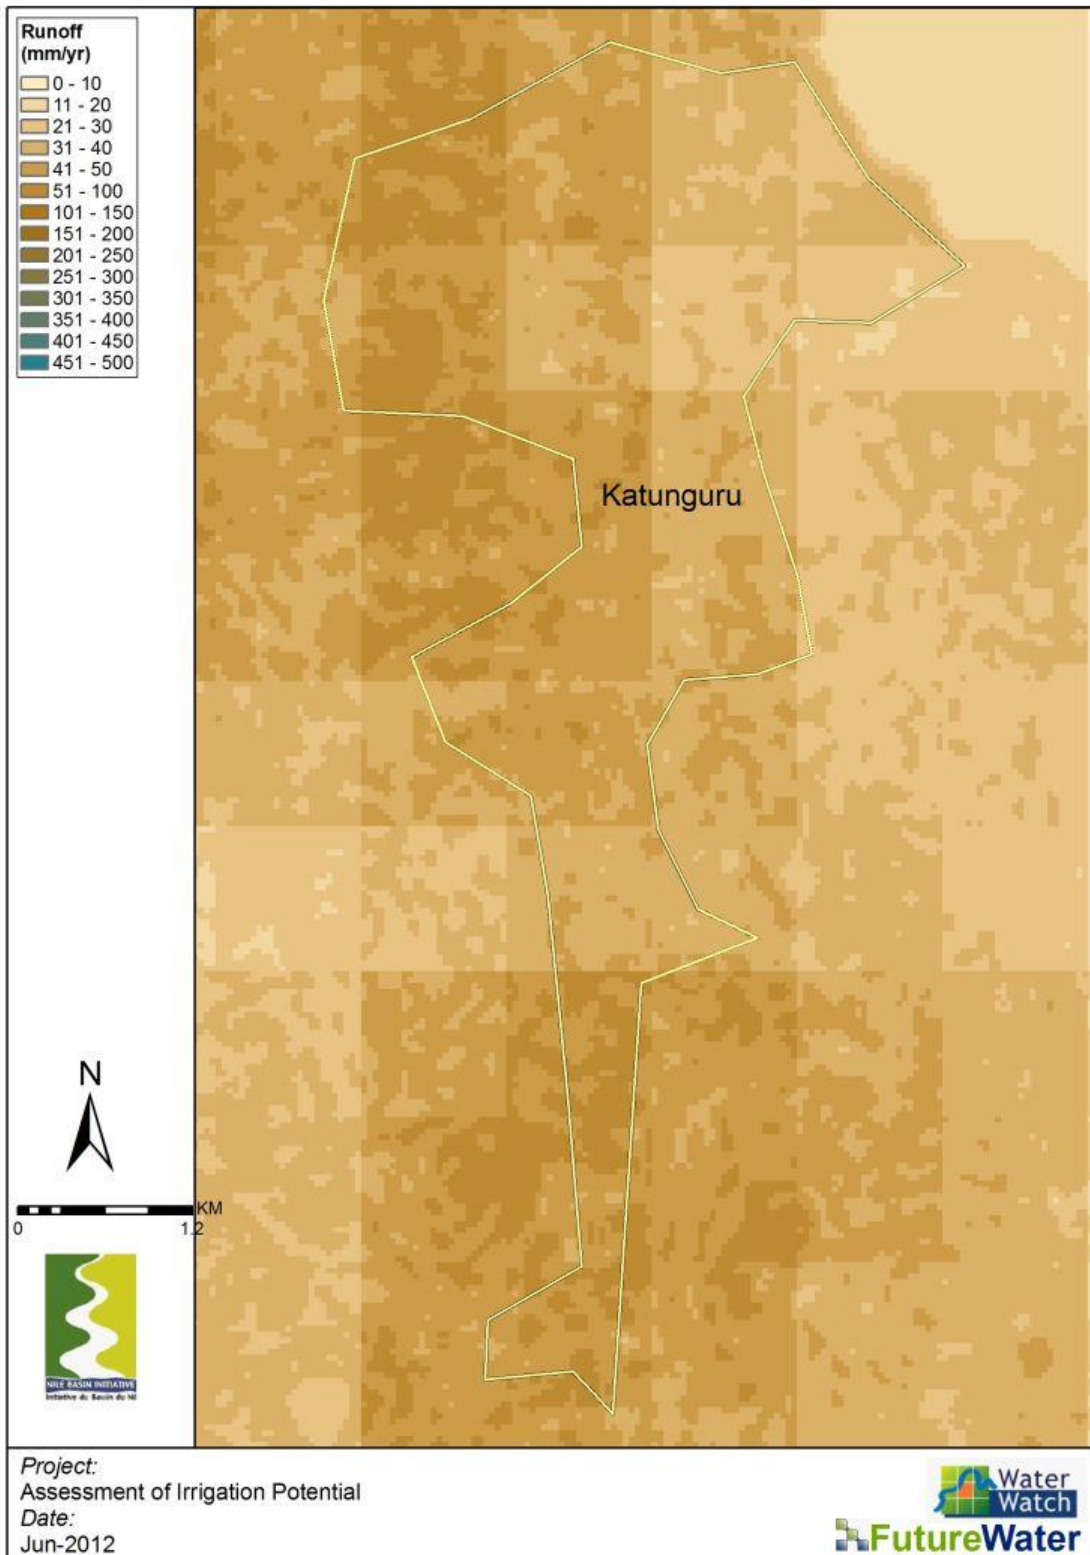 Runoff
(mm/yr)
0 - 10
11 - 20
21 - 30
31 - 40
41 - 50
51 - 100
101 - 150
151 - 200
201 - 250
251 - 300
301 - 350
351 - 400
401 - 450
451 - 500
Katunguru
N
KM
0 1.2
NILE BASIN INITIATIVE
Initiative du Bassin du Nil
Project:
Assessment of Irrigation Potential
Date:
Jun-2012
Water
Watch
FutureWater